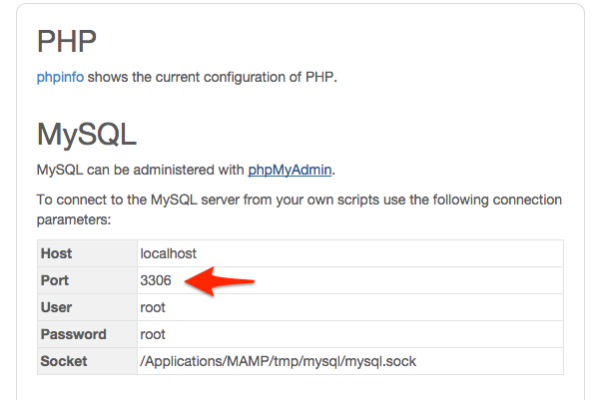 PHP
phpinfo shows the current configuration of PHP.
MySQL
MySQL can be administered with phpMyAdmin.
To connect to the MySQL server from your own scripts use the following connection
parameters:
Host localhost
Port 3306
User root
Password root
Socket /Applications/MAMP/tmp/mysql/mysql.sock